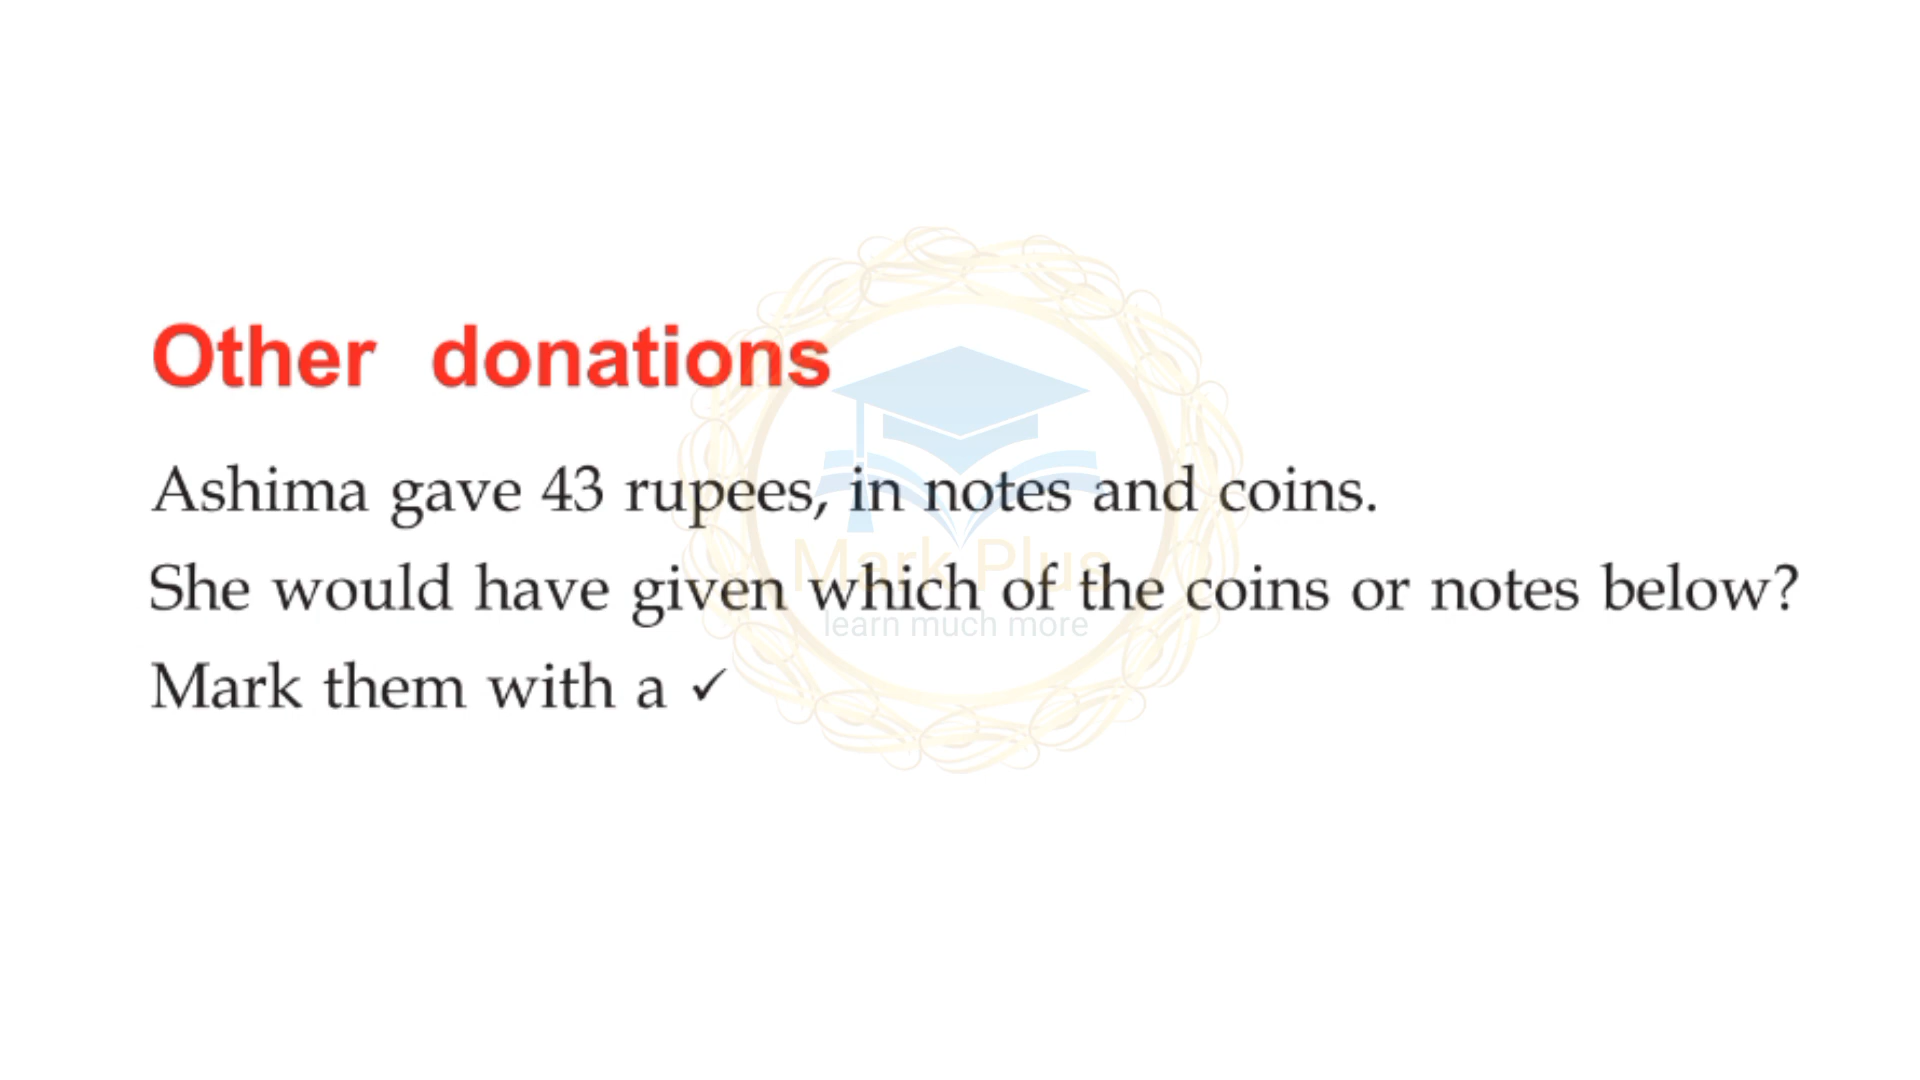 Other donations
Ashima gave 43 rupees, in notes and coins.
Mark Plus
She would have given which of the coins or notes below?
learn much more
Mark them with a ✓